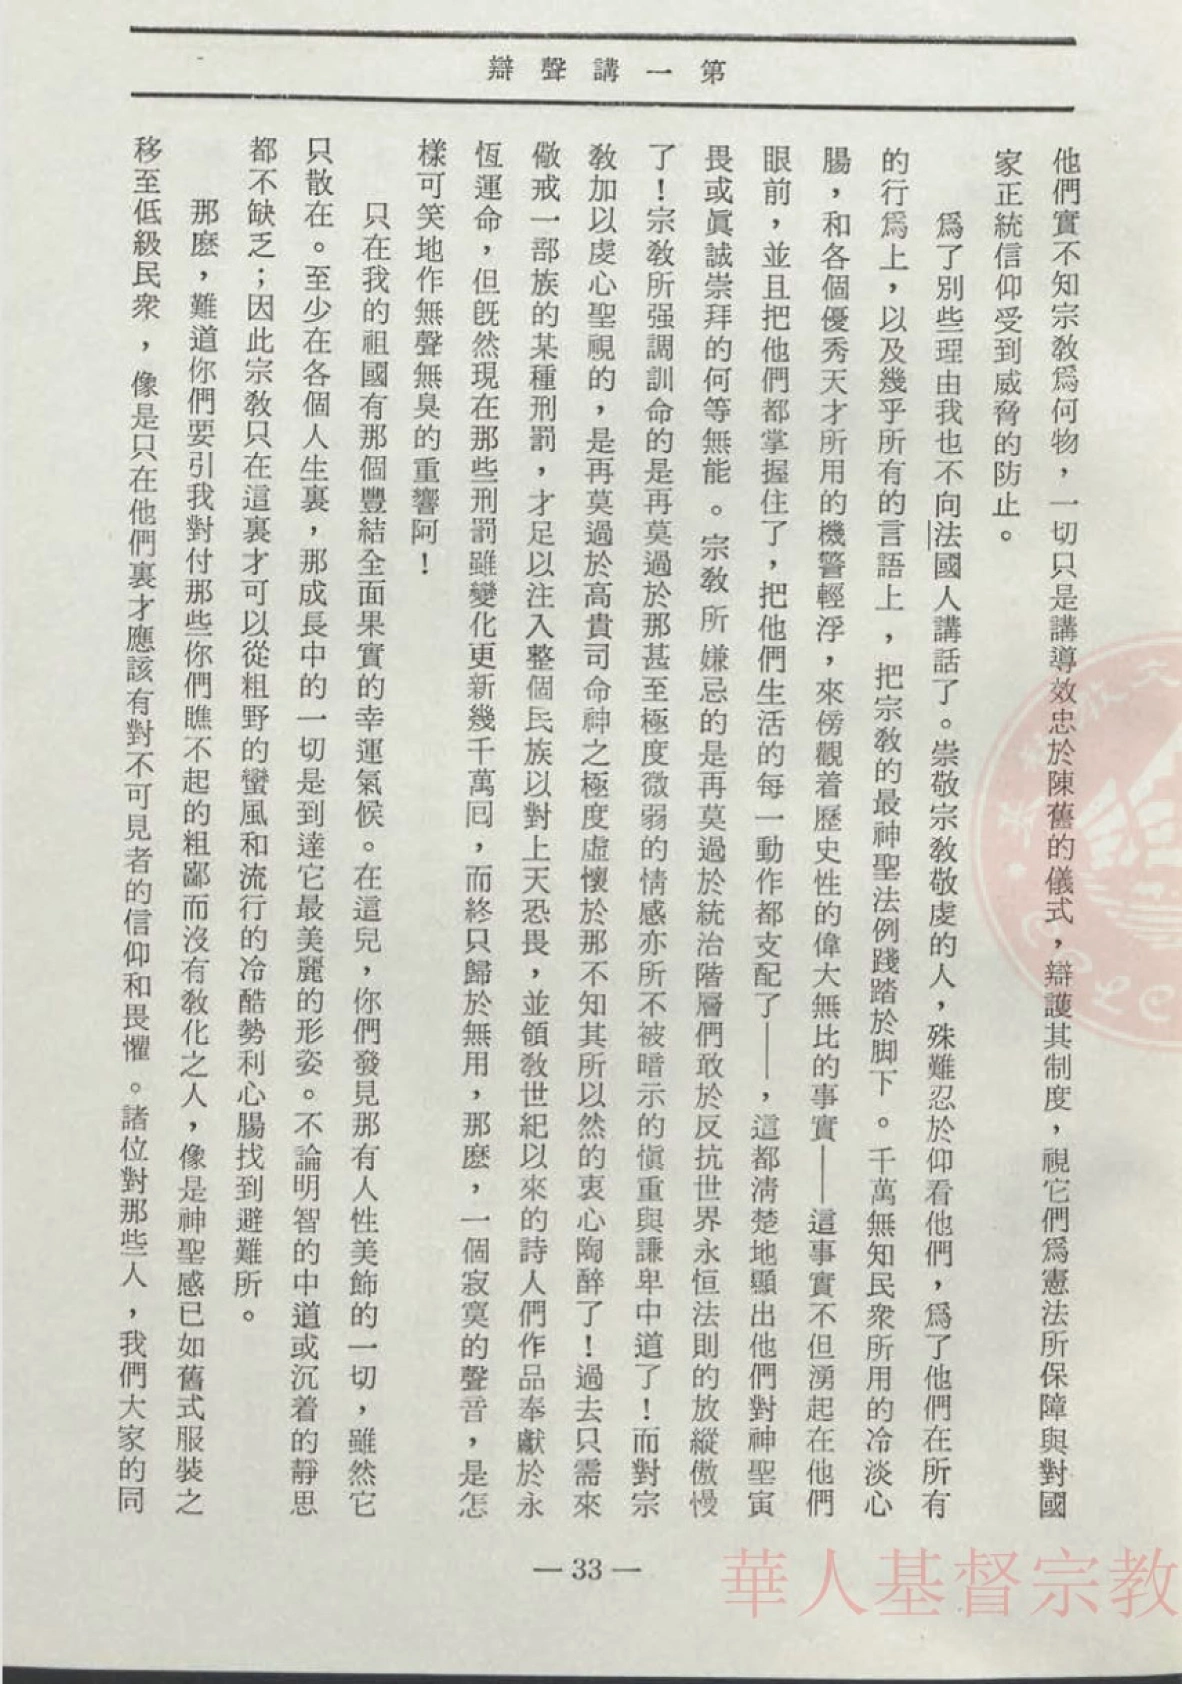 第一講聲辯
他們實不知宗敎爲何物，一切只是講導效忠於陳舊的儀式，辯護其制度，視它們爲憲法所保障與對國
家正統信仰受到威脅的防止。
爲了別些理由我也不向法國人講話了。崇敬宗敎敬虔的人，殊難忍於仰看他們，爲了他們在所有
的行爲上，以及幾乎所有的言語上，把宗敎的最神聖法例踐踏於脚下。千萬無知民衆所用的冷淡心
腸，和各個優秀天才所用的機警輕浮，來傍觀着歷史性的偉大無比的事實——這事實不但湧起在他們
眼前，並且把他們都掌握住了，把他們生活的每一動作都支配了——，這都淸楚地顯出他們對神聖寅
畏或眞誠崇拜的何等無能。宗敎所嫌忌的是再莫過於統治階層們敢於反抗世界永恒法則的放縱傲慢
了！宗敎所强調訓命的是再莫過於那甚至極度微弱的情感亦所不被暗示的愼重與謙卑中道了！而對宗
敎加以虔心聖視的，是再莫過於高貴司命神之極度虛懷於那不知其所以然的衷心陶醉了！過去只需來
儆戒一部族的某種刑罰，才足以注入整個民族以對上天恐畏，並領敎世紀以來的詩人們作品奉獻於永
恆運命，但旣然現在那些刑罰雖變化更新幾千萬囘，而終只歸於無用，那麽，一個寂寞的聲音，是怎
樣可笑地作無聲無臭的重響阿！
只在我的祖國有那個豐結全面果實的幸運氣候。在這兒，你們發見那有人性美飾的一切，雖然它
只散在。至少在各個人生裏，那成長中的一切是到達它最美麗的形姿。不論明智的中道或沉着的靜思
都不缺乏；因此宗敎只在這裏才可以從粗野的蠻風和流行的冷酷勢利心腸找到避難所。
那麽，難道你們要引我對付那些你們瞧不起的粗鄙而沒有敎化之人，像是神聖感已如舊式服裝之
移至低級民衆，像是只在他們裏才應該有對不可見者的信仰和畏懼。諸位對那些人，我們大家的同
— 33 —
華人基督宗教